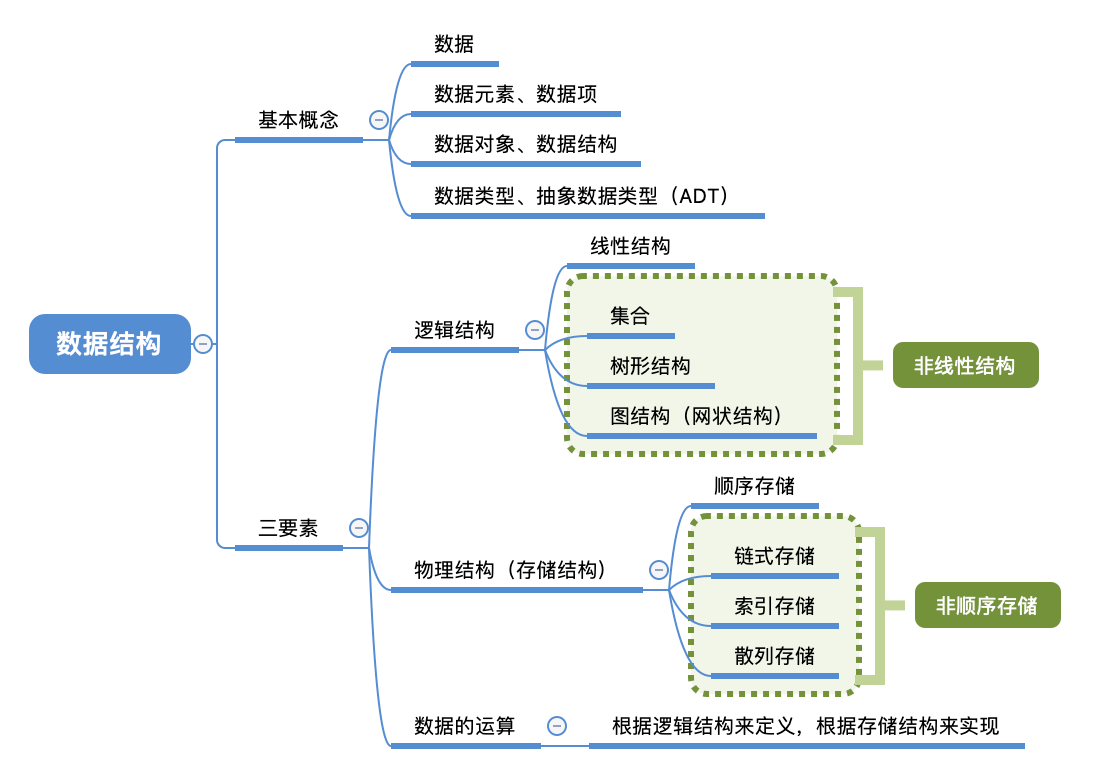 数据结构
基本概念
数据
数据元素、数据项
数据对象、数据结构
数据类型、抽象数据类型（ADT）
三要素
逻辑结构
线性结构
集合
树形结构
图结构（网状结构）
非线性结构
物理结构（存储结构）
顺序存储
链式存储
索引存储
散列存储
非顺序存储
数据的运算
根据逻辑结构来定义，根据存储结构来实现